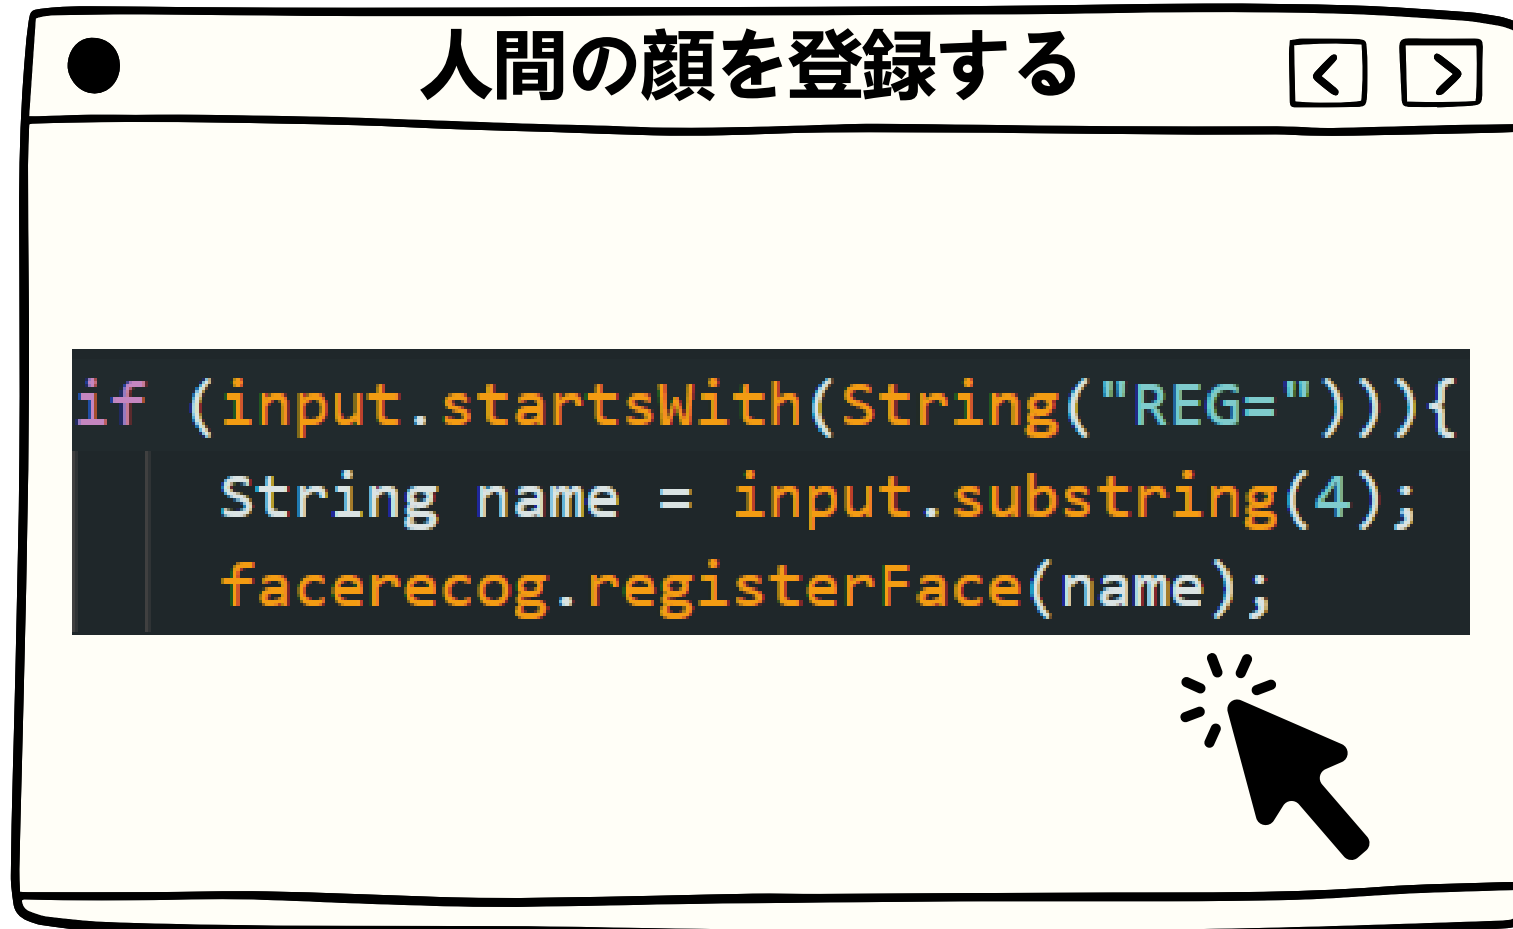 人間の顔を登録する
if (input.startsWith(String("REG="))){
String name = input.substring(4);
facerecog.registerFace(name);